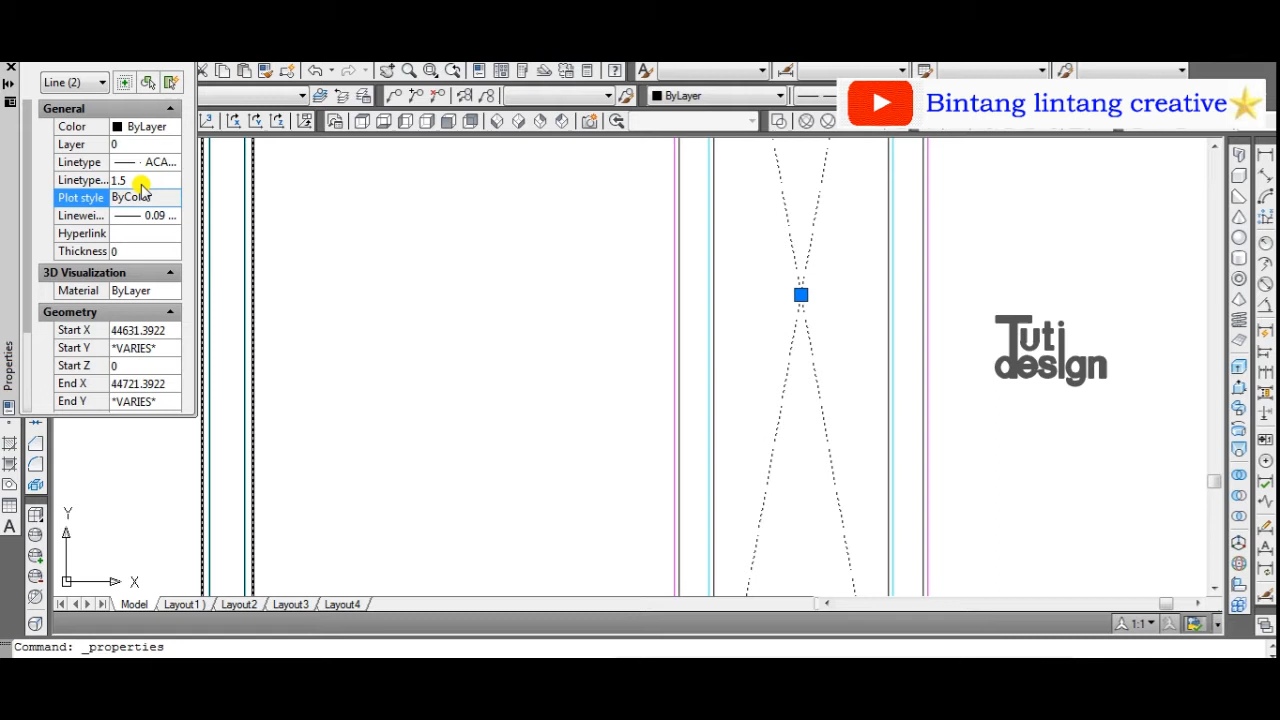 Line (2)
ByLayer
Bintang lintang creative
General
Color ByLayer
Layer 0
Linetype ACA...
Linetype... 1.5
Plot style ByColor
Linewei... 0.09 ...
Hyperlink
Thickness 0
3D Visualization
Material ByLayer
Geometry
Start X 44631.3922
Start Y *VARIES*
Start Z 0
End X 44721.3922
End Y *VARIES*
Properties
Tuti
design
Y
X
Model Layout1 Layout2 Layout3 Layout4
1:1
Command: _properties